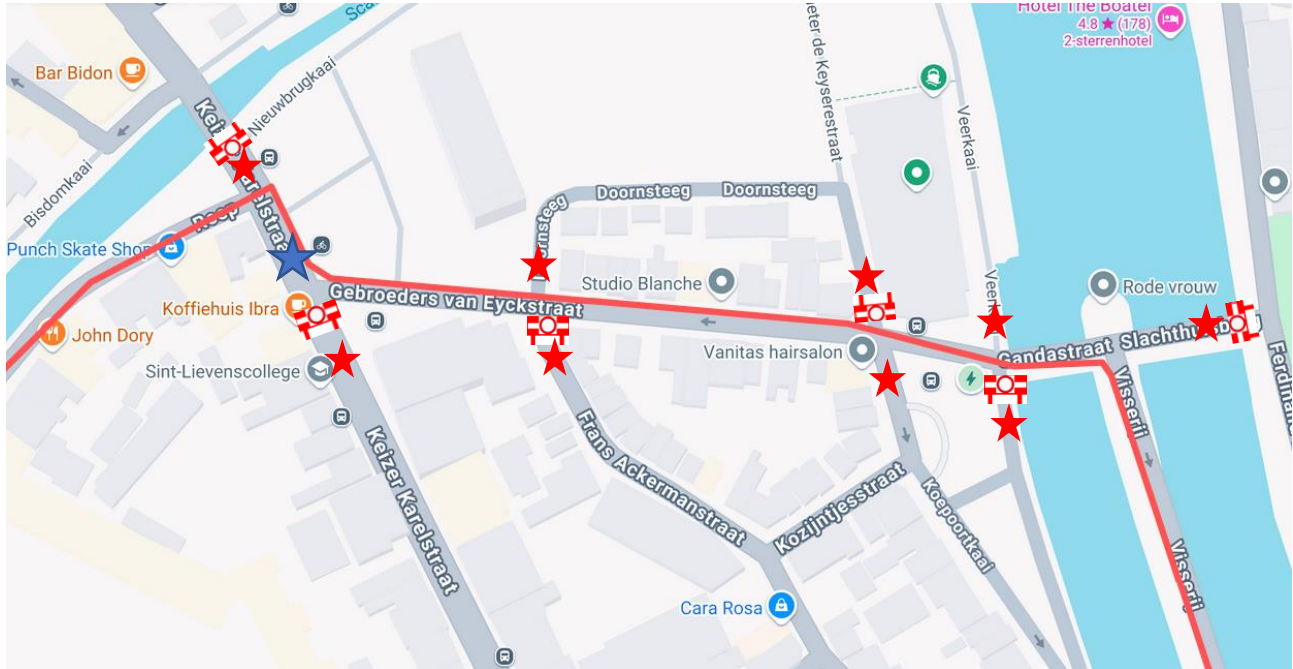 Hotel The Boatel
4.8 ★ (178)
2-sterrenhotel
Bar Bidon
Nieuwbrugkaai
Bisdomkaai
Reep
Punch Skate Shop
John Dory
Koffiehuis Ibra
Sint-Lievenscollege
Gebroeders van Eyckstraat
Keizer Karelstraat
Doornsteeg
Doornsteeg
Studio Blanche
Vanitas hairsalon
Veerkaai
Rode vrouw
Gandastraat
Visserij
Visserij
Frans Ackermanstraat
Kozijntjesstraat
Koepoortkaai
Cara Rosa